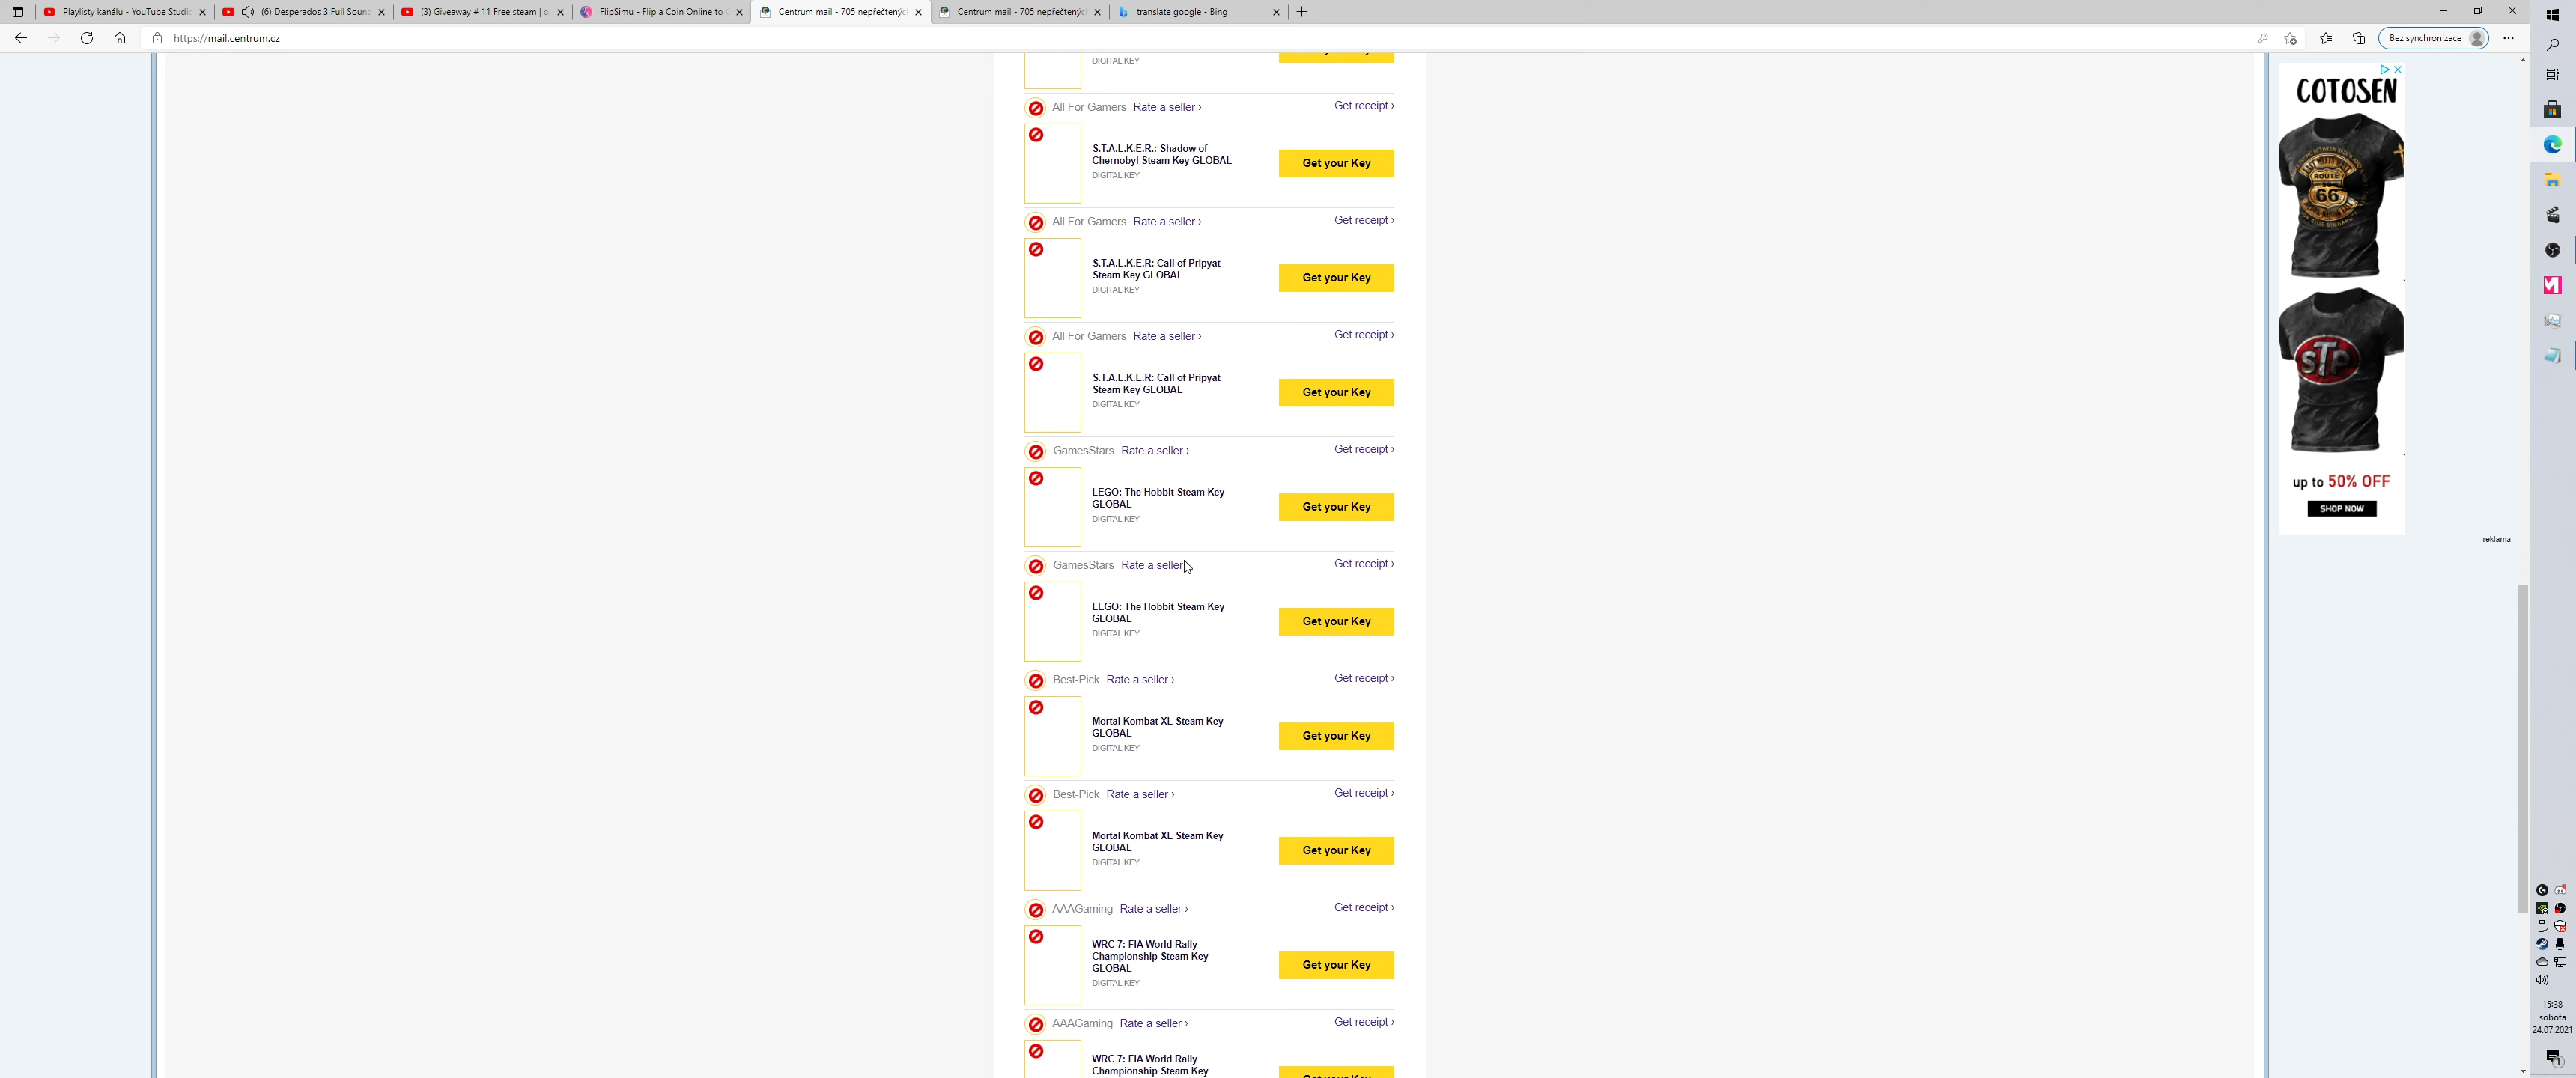 Playlisty kanálu - YouTube Studio
(6) Desperados 3 Full Sound
(3) Giveaway # 11 Free steam |
FlipSimu - Flip a Coin Online to
Centrum mail - 705 nepřečtenýc
Centrum mail - 705 nepřečtenýc
translate google - Bing
https://mail.centrum.cz
Bez synchronizace
DIGITAL KEY
All For Gamers Rate a seller › Get receipt ›
S.T.A.L.K.E.R.: Shadow of
Chernobyl Steam Key GLOBAL
DIGITAL KEY
Get your Key
All For Gamers Rate a seller › Get receipt ›
S.T.A.L.K.E.R: Call of Pripyat
Steam Key GLOBAL
DIGITAL KEY
Get your Key
All For Gamers Rate a seller › Get receipt ›
S.T.A.L.K.E.R: Call of Pripyat
Steam Key GLOBAL
DIGITAL KEY
Get your Key
GamesStars Rate a seller › Get receipt ›
LEGO: The Hobbit Steam Key
GLOBAL
DIGITAL KEY
Get your Key
GamesStars Rate a seller Get receipt ›
LEGO: The Hobbit Steam Key
GLOBAL
DIGITAL KEY
Get your Key
Best-Pick Rate a seller › Get receipt ›
Mortal Kombat XL Steam Key
GLOBAL
DIGITAL KEY
Get your Key
Best-Pick Rate a seller › Get receipt ›
Mortal Kombat XL Steam Key
GLOBAL
DIGITAL KEY
Get your Key
AAAGaming Rate a seller › Get receipt ›
WRC 7: FIA World Rally
Championship Steam Key
GLOBAL
DIGITAL KEY
Get your Key
AAAGaming Rate a seller › Get receipt ›
WRC 7: FIA World Rally
Championship Steam Key
COTOSEN
ROUTE
66
STP
up to 50% OFF
SHOP NOW
reklama
15:38
sobota
24.07.2021
1